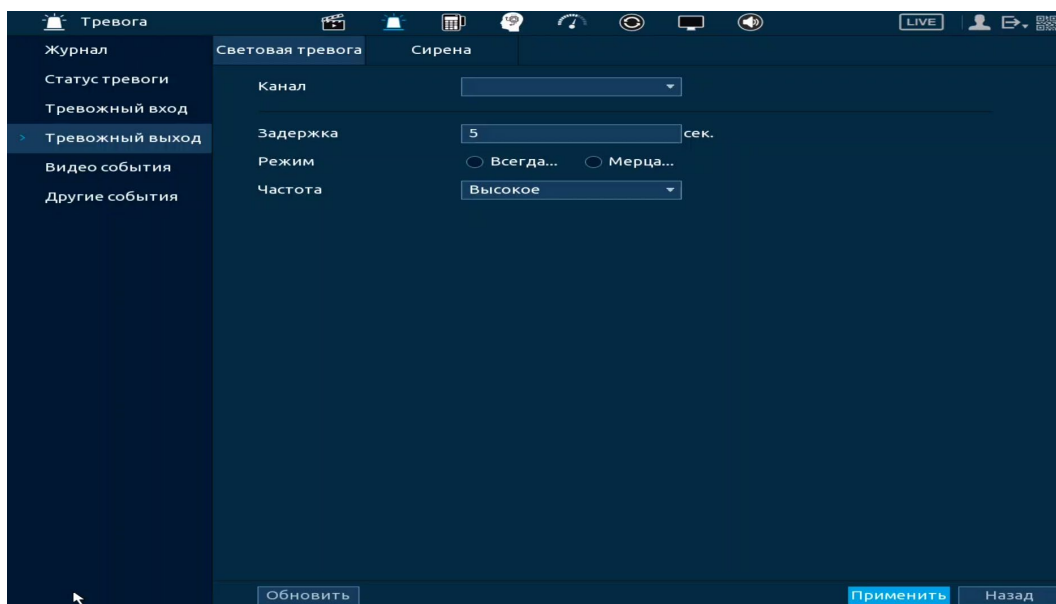 Тревога
LIVE
Журнал
Статус тревоги
Тревожный вход
Тревожный выход
Видео события
Другие события
Световая тревога Сирена
Канал
Задержка 5 сек.
Режим Всегда... Мерца...
Частота Высокое
Обновить Применить Назад